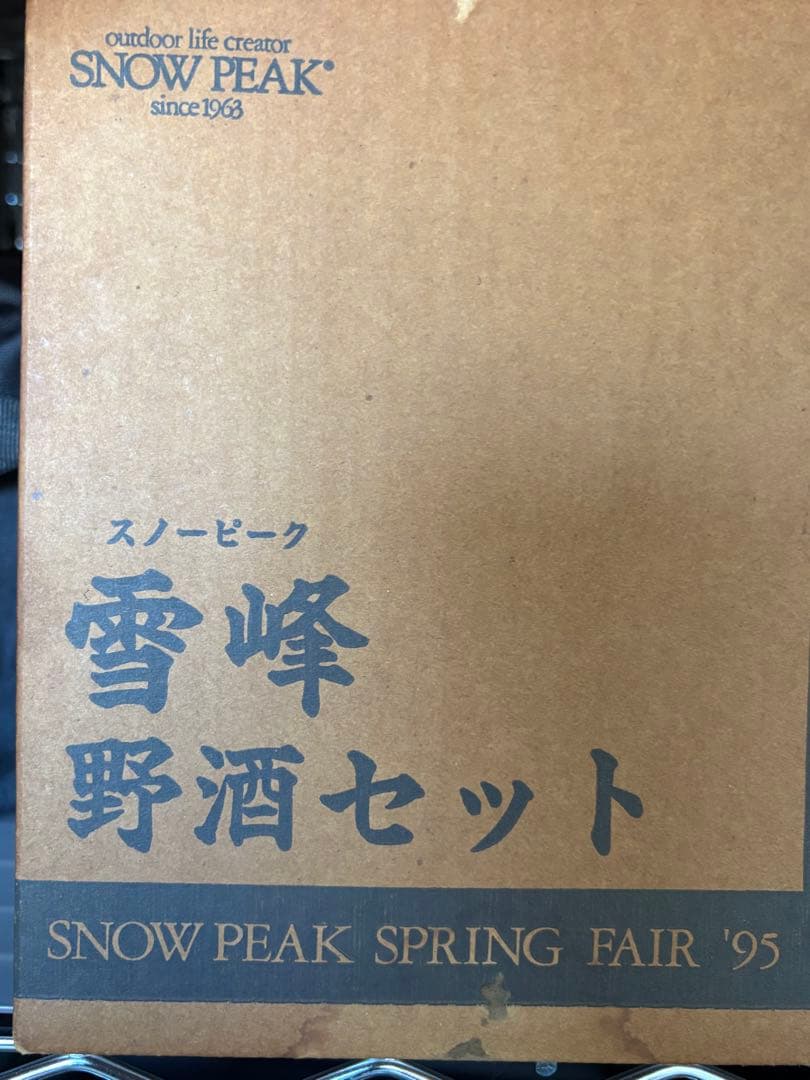 outdoor life creator
SNOW PEAK®
since 1963
スノーピーク
雪峰
野酒セット
SNOW PEAK SPRING FAIR '95